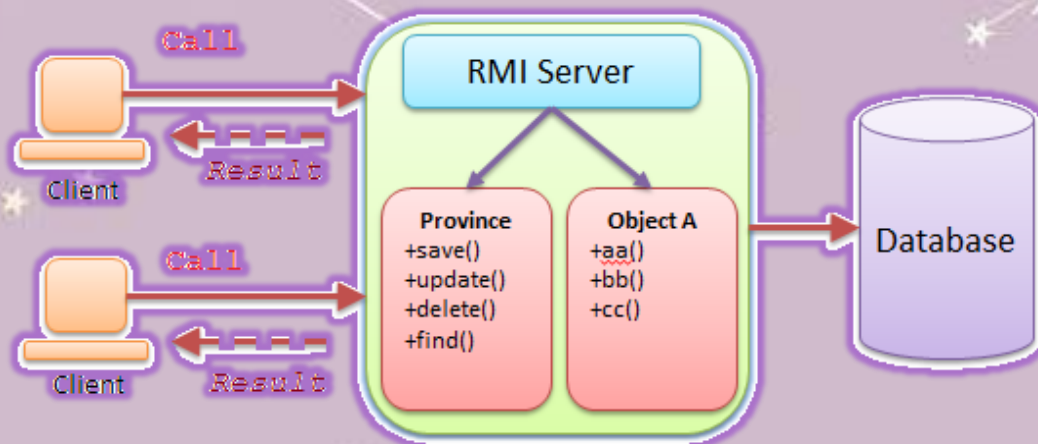 Call
Result
Client
Call
Result
Client
RMI Server
Province
+save()
+update()
+delete()
+find()
Object A
+aa()
+bb()
+cc()
Database